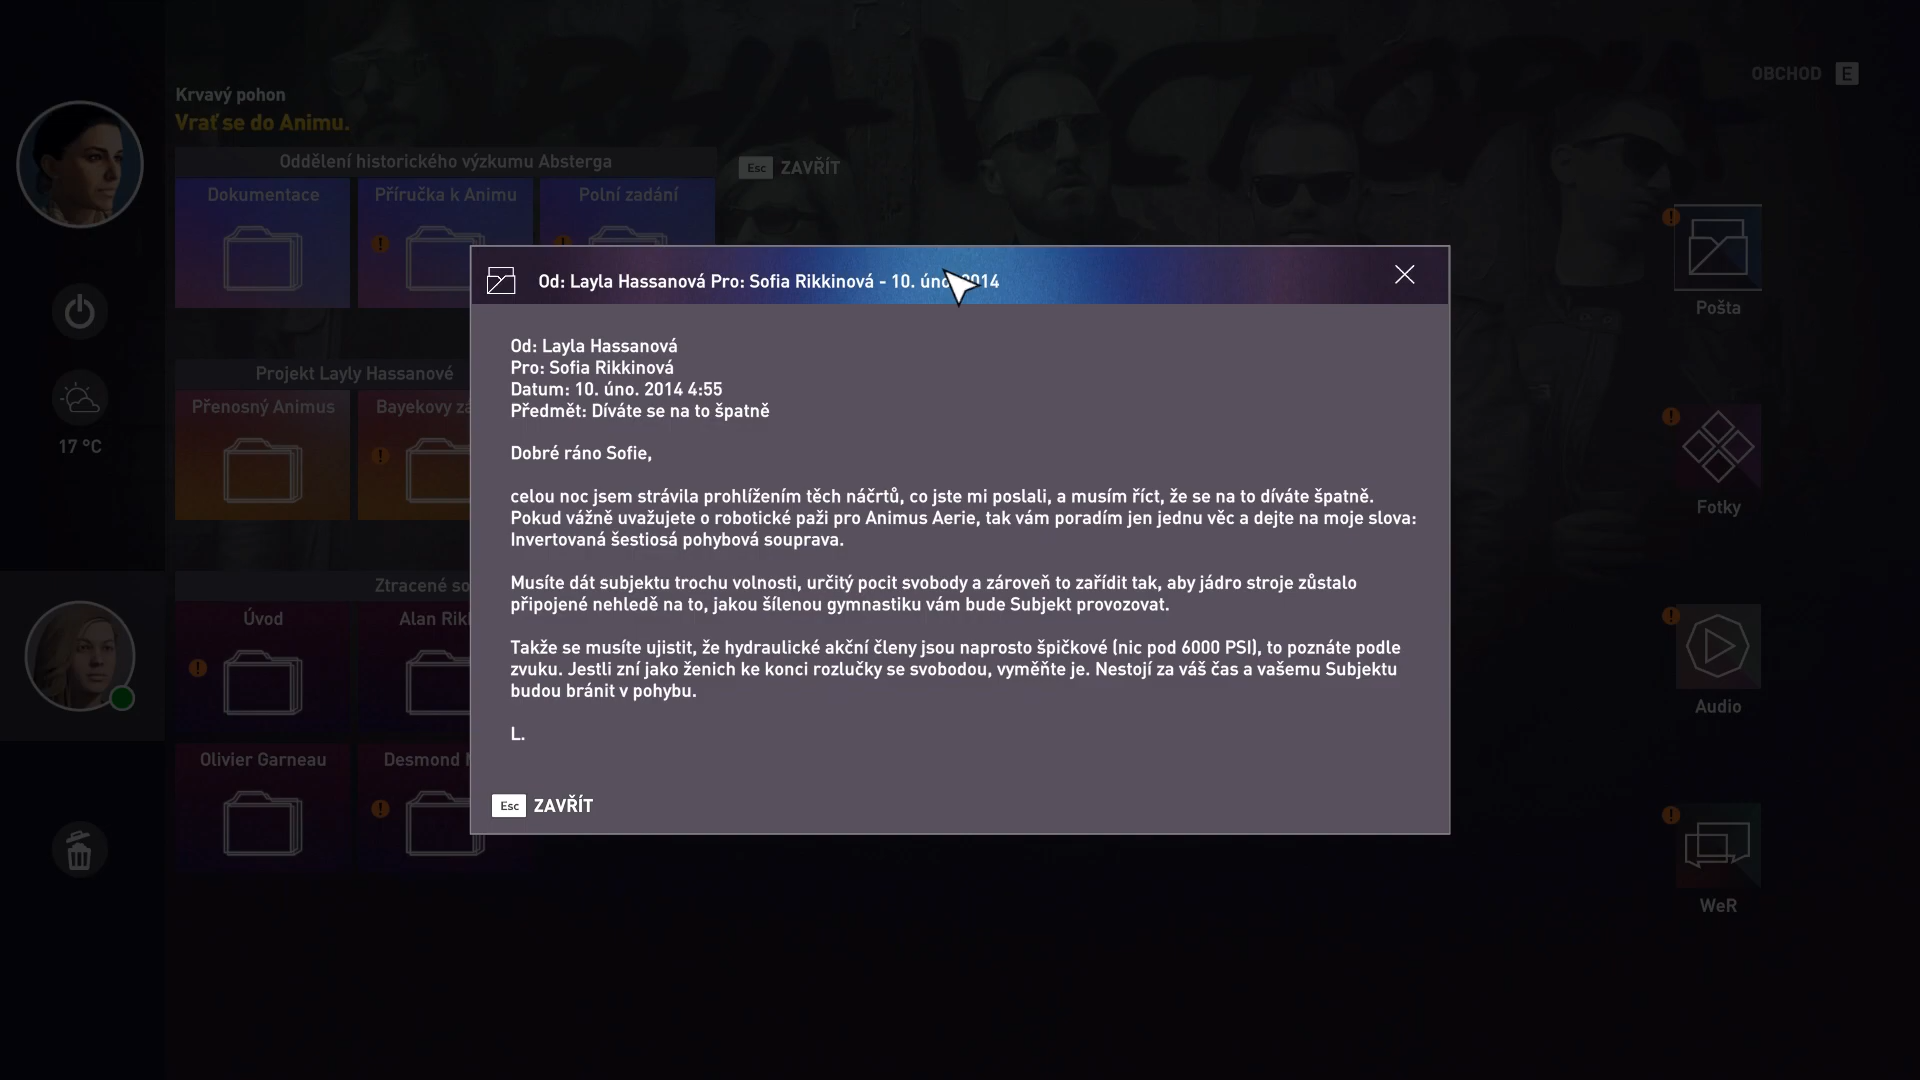 OBCHOD E
Krvavý pohon
Vrať se do Animu.
Oddělení historického výzkumu Absterga
Esc ZAVŘÍT
Dokumentace
Příručka k Animu
Polní zadání
Od: Layla Hassanová Pro: Sofia Rikkinová - 10. úno. 2014
Od: Layla Hassanová
Pro: Sofia Rikkinová
Datum: 10. úno. 2014 4:55
Předmět: Díváte se na to špatně
Dobré ráno Sofie,
celou noc jsem strávila prohlížením těch náčrtů, co jste mi poslali, a musím říct, že se na to díváte špatně.
Pokud vážně uvažujete o robotické paži pro Animus Aerie, tak vám poradím jen jednu věc a dejte na moje slova:
Invertovaná šestiosá pohybová souprava.
Musíte dát subjektu trochu volnosti, určitý pocit svobody a zároveň to zařídit tak, aby jádro stroje zůstalo
připojené nehledě na to, jakou šílenou gymnastiku vám bude Subjekt provozovat.
Takže se musíte ujistit, že hydraulické akční členy jsou naprosto špičkové (nic pod 6000 PSI), to poznáte podle
zvuku. Jestli zní jako ženich ke konci rozlučky se svobodou, vyměňte je. Nestojí za váš čas a vašemu Subjektu
budou bránit v pohybu.
L.
Esc ZAVŘÍT
Projekt Layly Hassanové
Přenosný Animus
Bayekovy
17 °C
Ztracené
Úvod
Alan
Olivier Garneau
Desmond
Pošta
Fotky
Audio
WeR